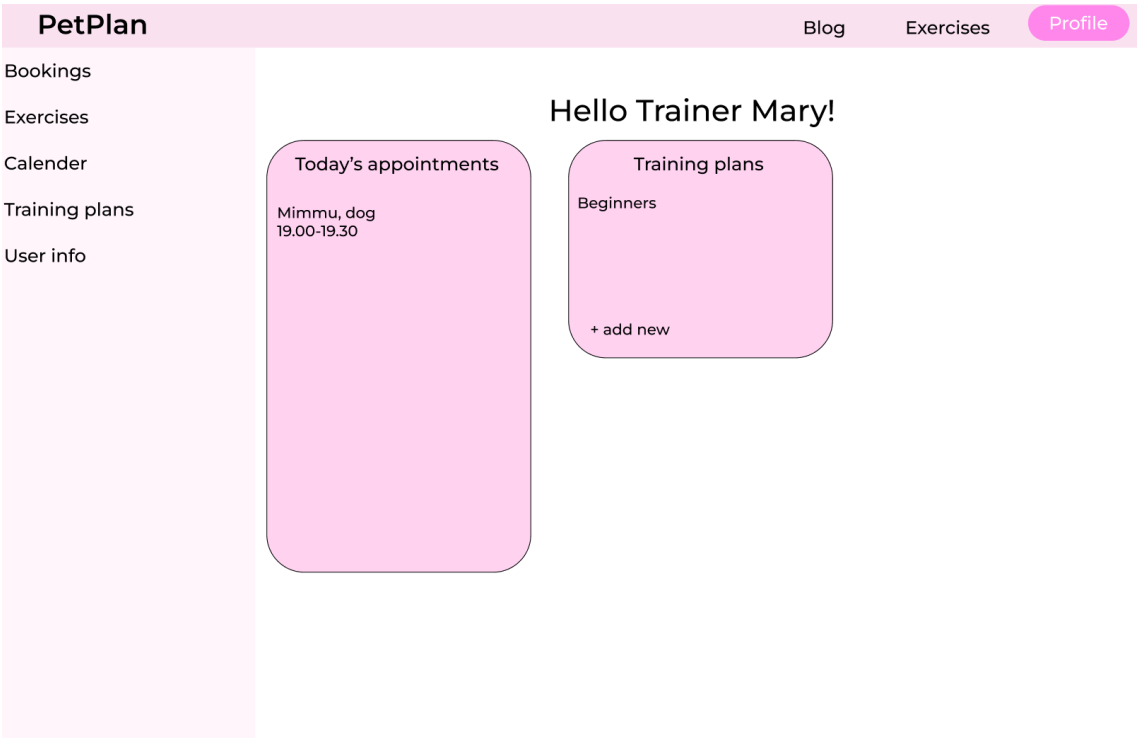 PetPlan
Blog
Exercises
Profile
Bookings
Exercises
Calender
Training plans
User info
Hello Trainer Mary!
Today’s appointments
Mimmu, dog
19.00-19.30
Training plans
Beginners
+ add new